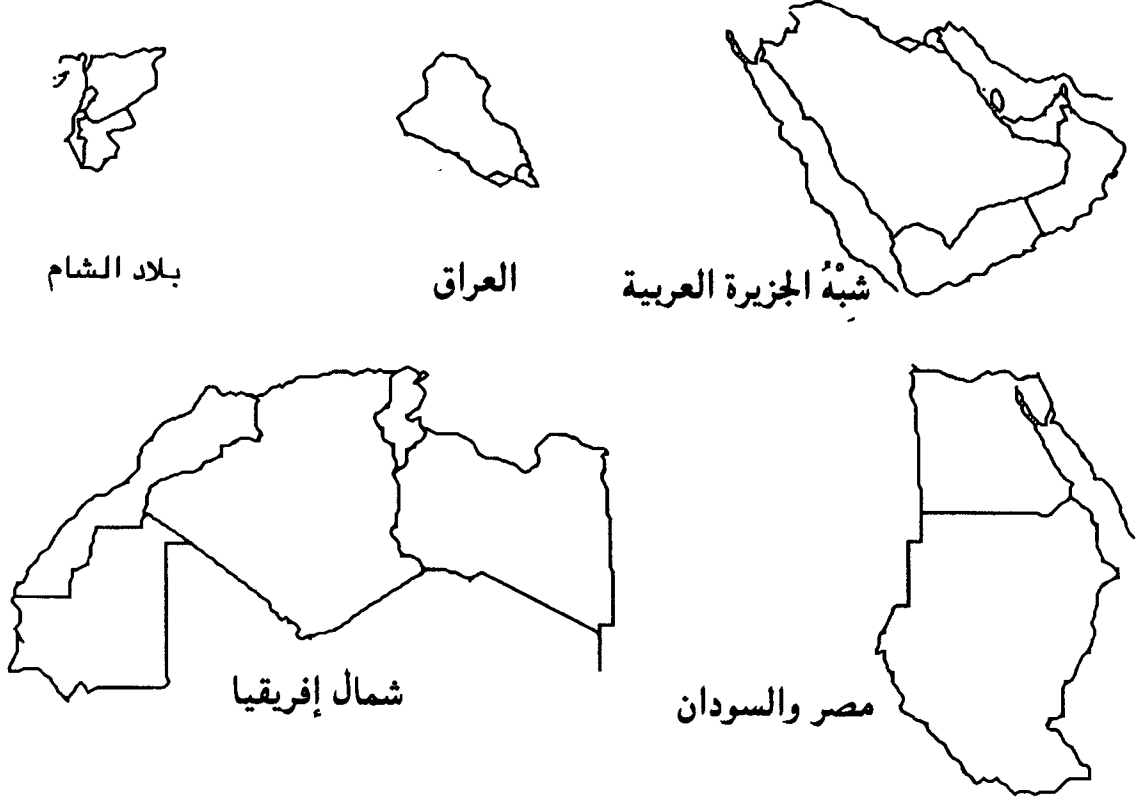 شِبْهُ الجزيرة العربية
العراق
بلاد الشام
مصر والسودان
شمال إفريقيا